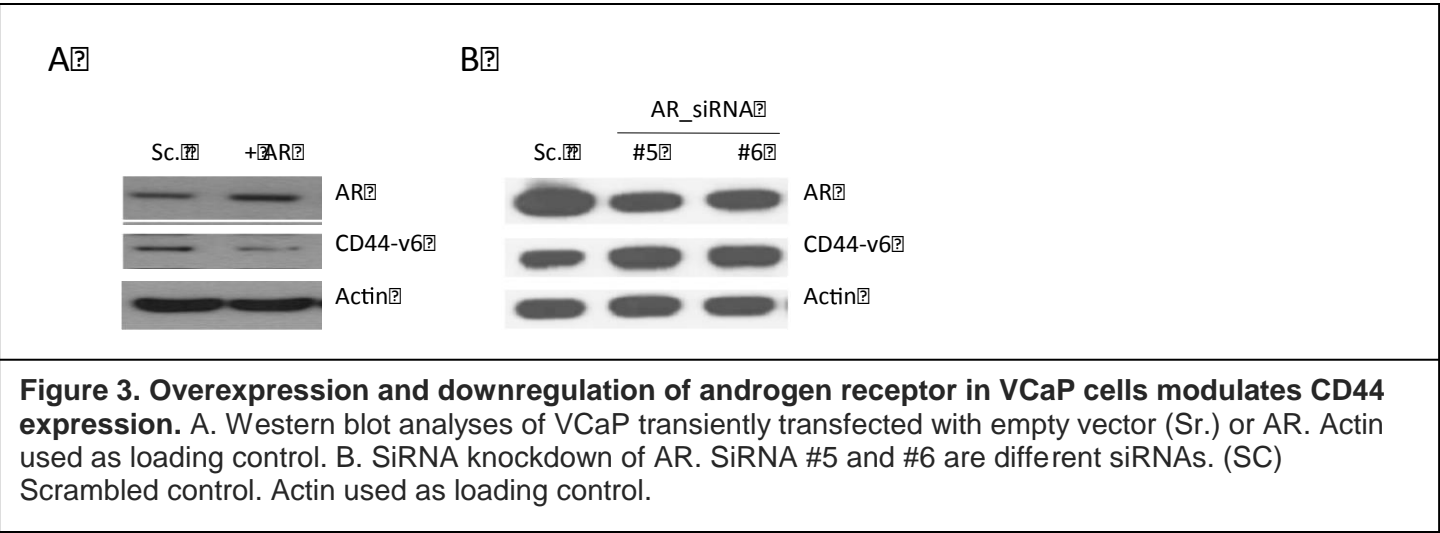 A⍰ B⍰
AR_siRNA⍰
Sc.⍰⍰ +⍰AR⍰ Sc.⍰⍰ #5⍰ #6⍰
AR⍰ AR⍰
CD44-v6⍰ CD44-v6⍰
Actin⍰ Actin⍰
Figure 3. Overexpression and downregulation of androgen receptor in VCaP cells modulates CD44
expression. A. Western blot analyses of VCaP transiently transfected with empty vector (Sr.) or AR. Actin
used as loading control. B. SiRNA knockdown of AR. SiRNA #5 and #6 are different siRNAs. (SC)
Scrambled control. Actin used as loading control.